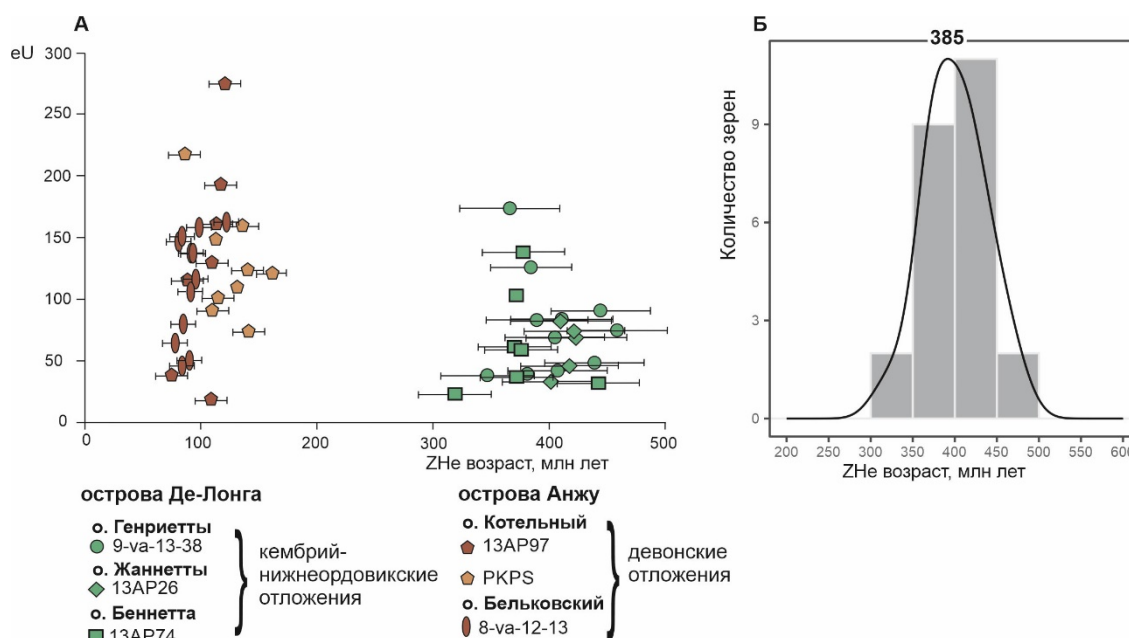 А
eU
300
250
200
150
100
50
0
0
100
200
300
400
500
ZHe возраст, млн лет
Б
385
Количество зерен
9
6
3
0
200
250
300
350
400
450
500
550
600
ZHe возраст, млн лет
острова Де-Лонга
о. Генриетты
9-va-13-38
о. Жаннетты
13AP26
о. Беннетта
13AP74
кембрий-
нижнеордовикские
отложения
острова Анжу
о. Котельный
13AP97
PKPS
о. Бельковский
8-va-12-13
девонские
отложения